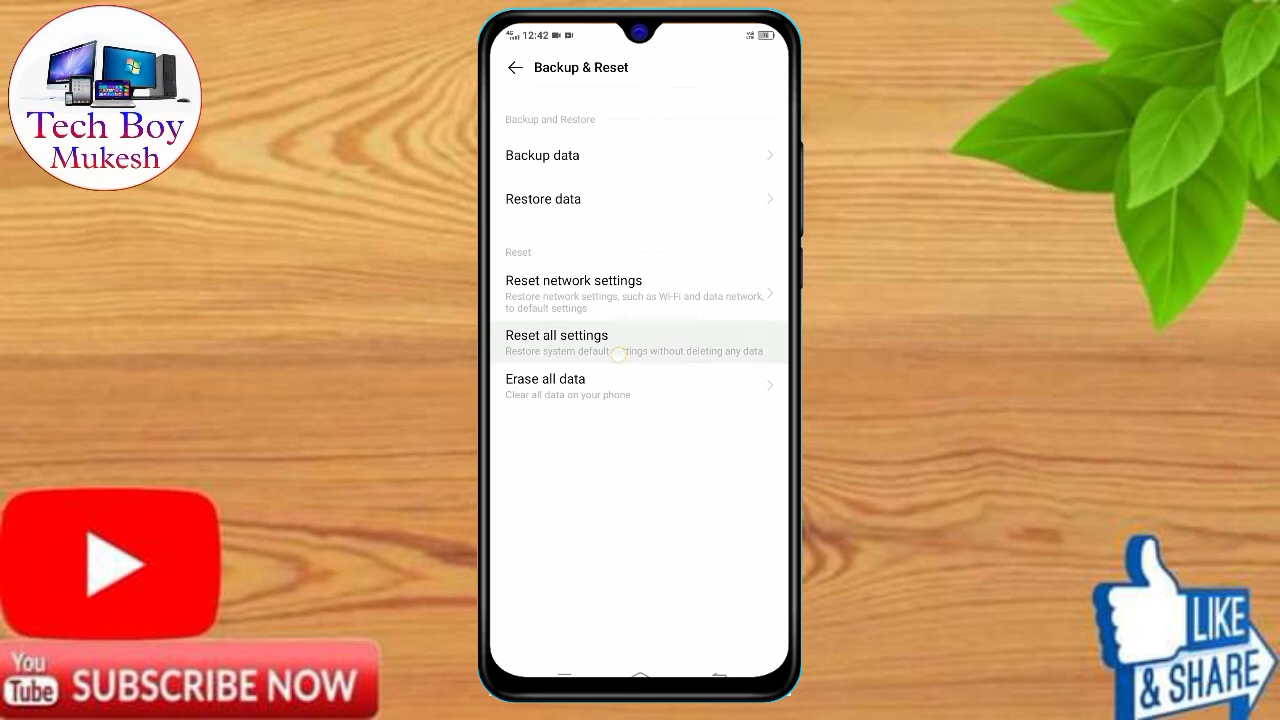 Tech Boy
Mukesh
4G
12:42
Backup & Reset
Backup and Restore
Backup data
Restore data
Reset
Reset network settings
Restore network settings, such as Wi-Fi and data network,
to default settings
Reset all settings
Restore system default settings without deleting any data
Erase all data
Clear all data on your phone
You
Tube
SUBSCRIBE NOW
LIKE
& SHARE